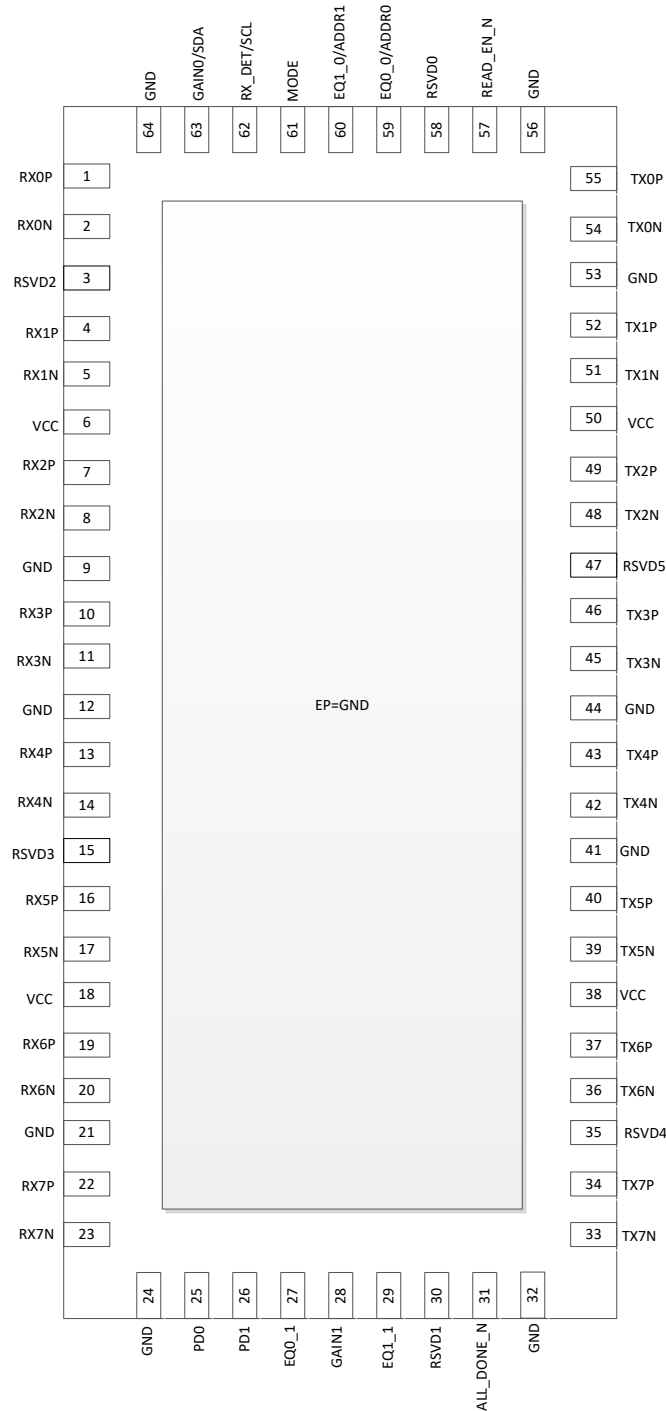 GND
GAIN0/SDA
RX_DET/SCL
MODE
EQ1_0/ADDR1
EQ0_0/ADDR0
RSVD0
READ_EN_N
GND
64
63
62
61
60
59
58
57
56
RX0P 1
RX0N 2
RSVD2 3
RX1P 4
RX1N 5
VCC 6
RX2P 7
RX2N 8
GND 9
RX3P 10
RX3N 11
GND 12
RX4P 13
RX4N 14
RSVD3 15
RX5P 16
RX5N 17
VCC 18
RX6P 19
RX6N 20
GND 21
RX7P 22
RX7N 23
EP=GND
55 TX0P
54 TX0N
53 GND
52 TX1P
51 TX1N
50 VCC
49 TX2P
48 TX2N
47 RSVD5
46 TX3P
45 TX3N
44 GND
43 TX4P
42 TX4N
41 GND
40 TX5P
39 TX5N
38 VCC
37 TX6P
36 TX6N
35 RSVD4
34 TX7P
33 TX7N
24
25
26
27
28
29
30
31
32
GND
PD0
PD1
EQ0_1
GAIN1
EQ1_1
RSVD1
ALL_DONE_N
GND